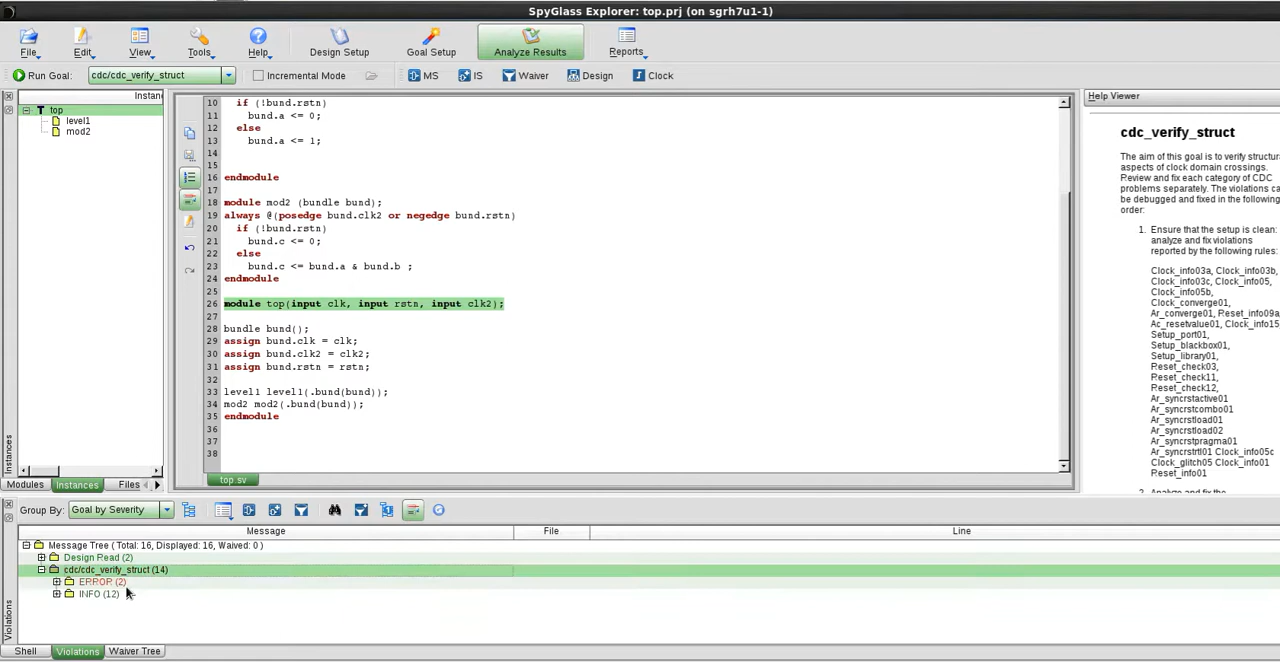 SpyGlass Explorer: top.prj (on sgrh7u1-1)
File Edit View Tools Help Design Setup Goal Setup Analyze Results Reports
Run Goal: cdc/cdc_verify_struct Incremental Mode MS IS Waiver Design Clock
Instanc
top
level1
mod2
10 if (!bund.rstn)
11 bund.a <= 0;
12 else
13 bund.a <= 1;
14
15
16 endmodule
17
18 module mod2 (bundle bund);
19 always @(posedge bund.clk2 or negedge bund.rstn)
20 if (!bund.rstn)
21 bund.c <= 0;
22 else
23 bund.c <= bund.a & bund.b ;
24 endmodule
25
26 module top(input clk, input rstn, input clk2);
27
28 bundle bund();
29 assign bund.clk = clk;
30 assign bund.clk2 = clk2;
31 assign bund.rstn = rstn;
32
33 level1 level1(.bund(bund));
34 mod2 mod2(.bund(bund));
35 endmodule
36
37
38
top.sv
Help Viewer
cdc_verify_struct
The aim of this goal is to verify structura
aspects of clock domain crossings.
Review and fix each category of CDC
problems separately. The violations can
be debugged and fixed in the following
order:
1. Ensure that the setup is clean:
analyze and fix violations
reported by the following rules:
Clock_info03a, Clock_info03b,
Clock_info03c, Clock_info05,
Clock_info05b,
Clock_converge01,
Ar_converge01, Reset_info09a
Ac_resetvalue01, Clock_info15,
Setup_port01,
Setup_blackbox01,
Setup_library01,
Reset_check03,
Reset_check11,
Reset_check12,
Ar_syncrstactive01
Ar_syncrstcombo01
Ar_syncrstload01
Ar_syncrstload02
Ar_syncrstpragma01
Ar_syncrstrtl01 Clock_info05c
Clock_glitch05 Clock_info01
Reset_info01
2. Analyze and fix the
Instances
Modules Instances Files
Group By: Goal by Severity
Message File Line
Message Tree ( Total: 16, Displayed: 16, Waived: 0 )
Design Read (2)
cdc/cdc_verify_struct (14)
ERROR (2)
INFO (12)
Violations
Shell Violations Waiver Tree